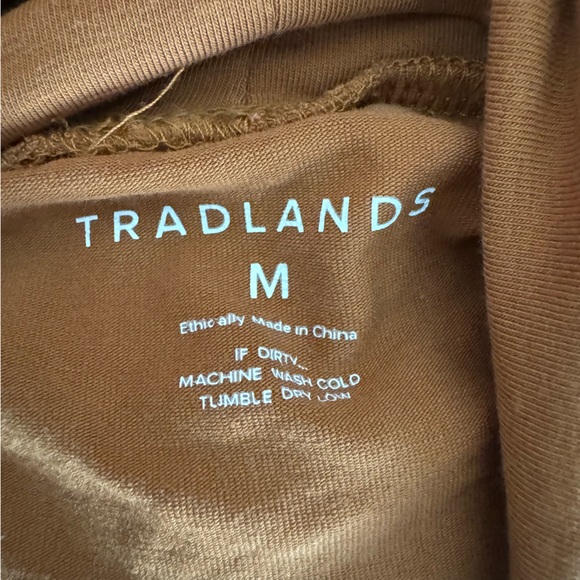 TRADLANDS
M
Ethically Made in China
IF DIRTY...
MACHINE WASH COLD
TUMBLE DRY LOW